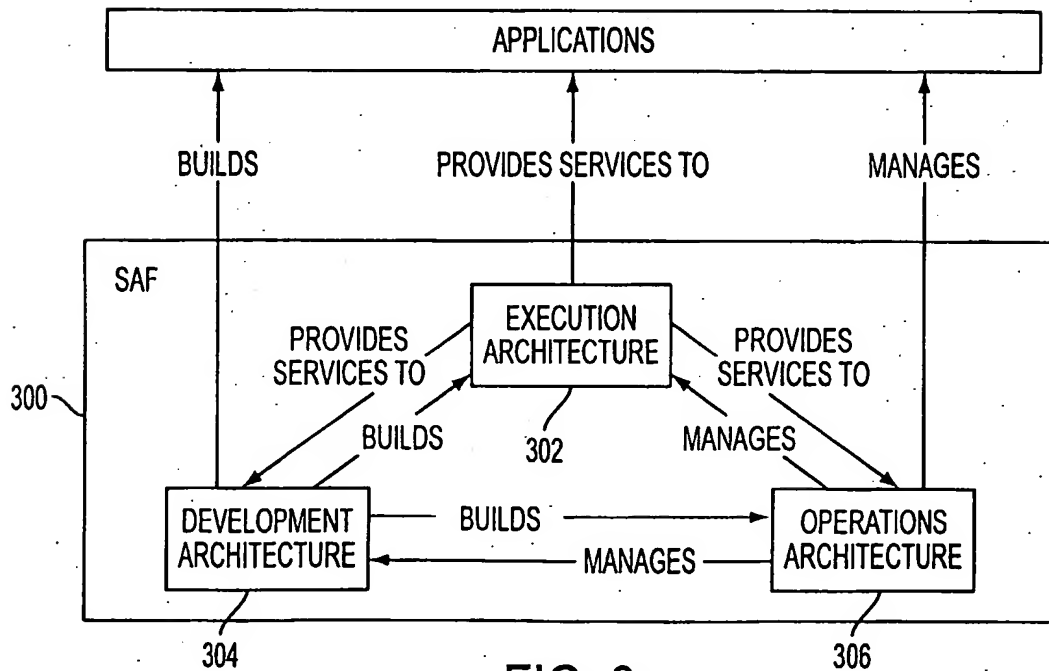 APPLICATIONS
BUILDS
PROVIDES SERVICES TO
MANAGES
SAF
EXECUTION
ARCHITECTURE
PROVIDES
SERVICES TO
PROVIDES
SERVICES TO
300
BUILDS
302
MANAGES
DEVELOPMENT
ARCHITECTURE
BUILDS
MANAGES
OPERATIONS
ARCHITECTURE
304
306